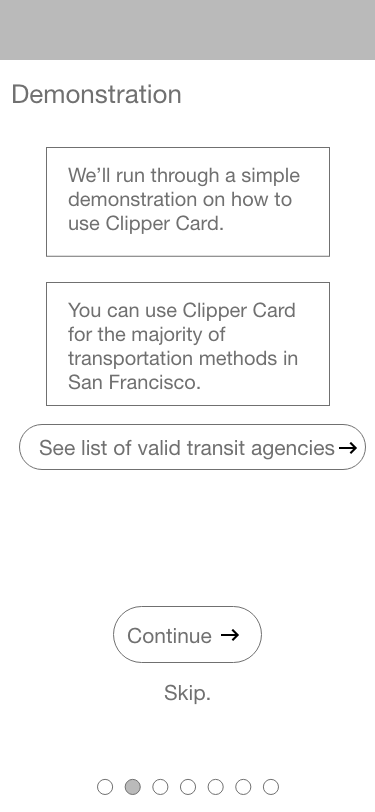 Demonstration
We’ll run through a simple
demonstration on how to
use Clipper Card.
You can use Clipper Card
for the majority of
transportation methods in
San Francisco.
See list of valid transit agencies
Continue
Skip.